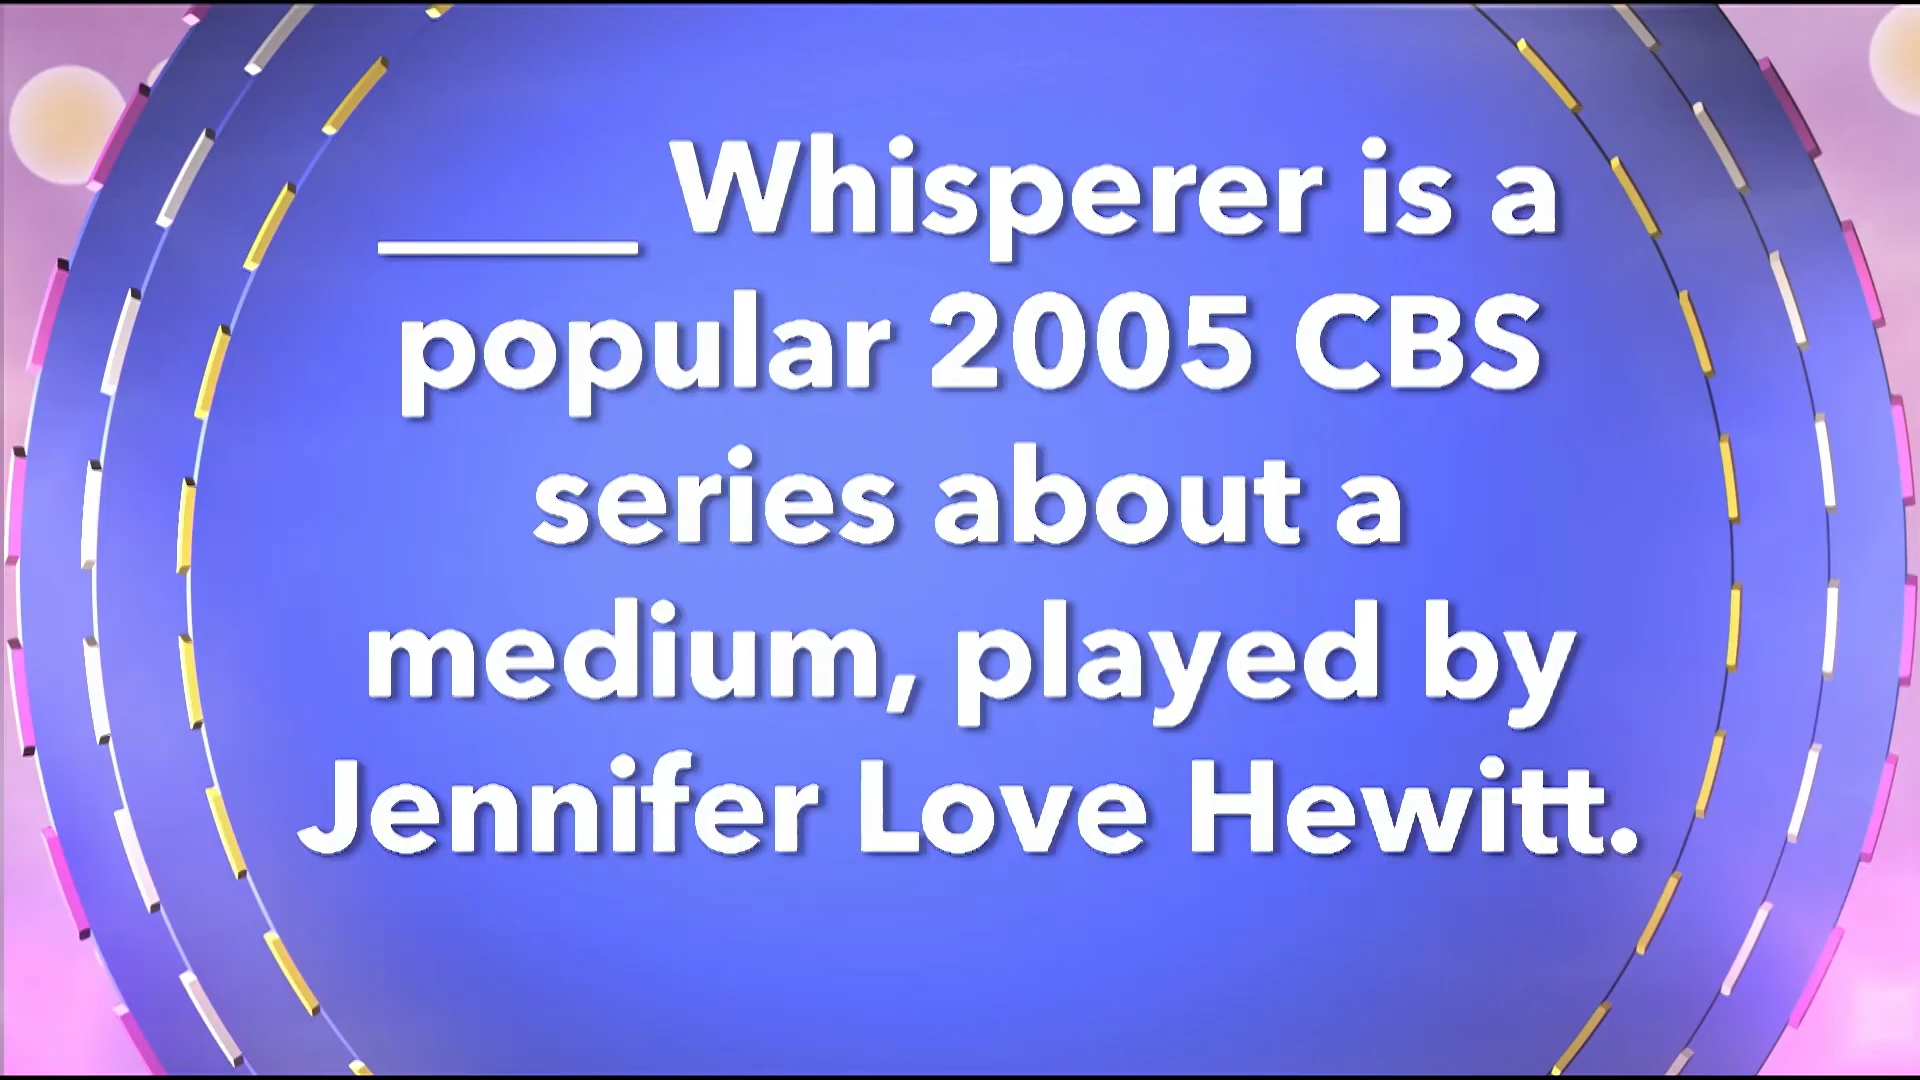 ____ Whisperer is a
popular 2005 CBS
series about a
medium, played by
Jennifer Love Hewitt.